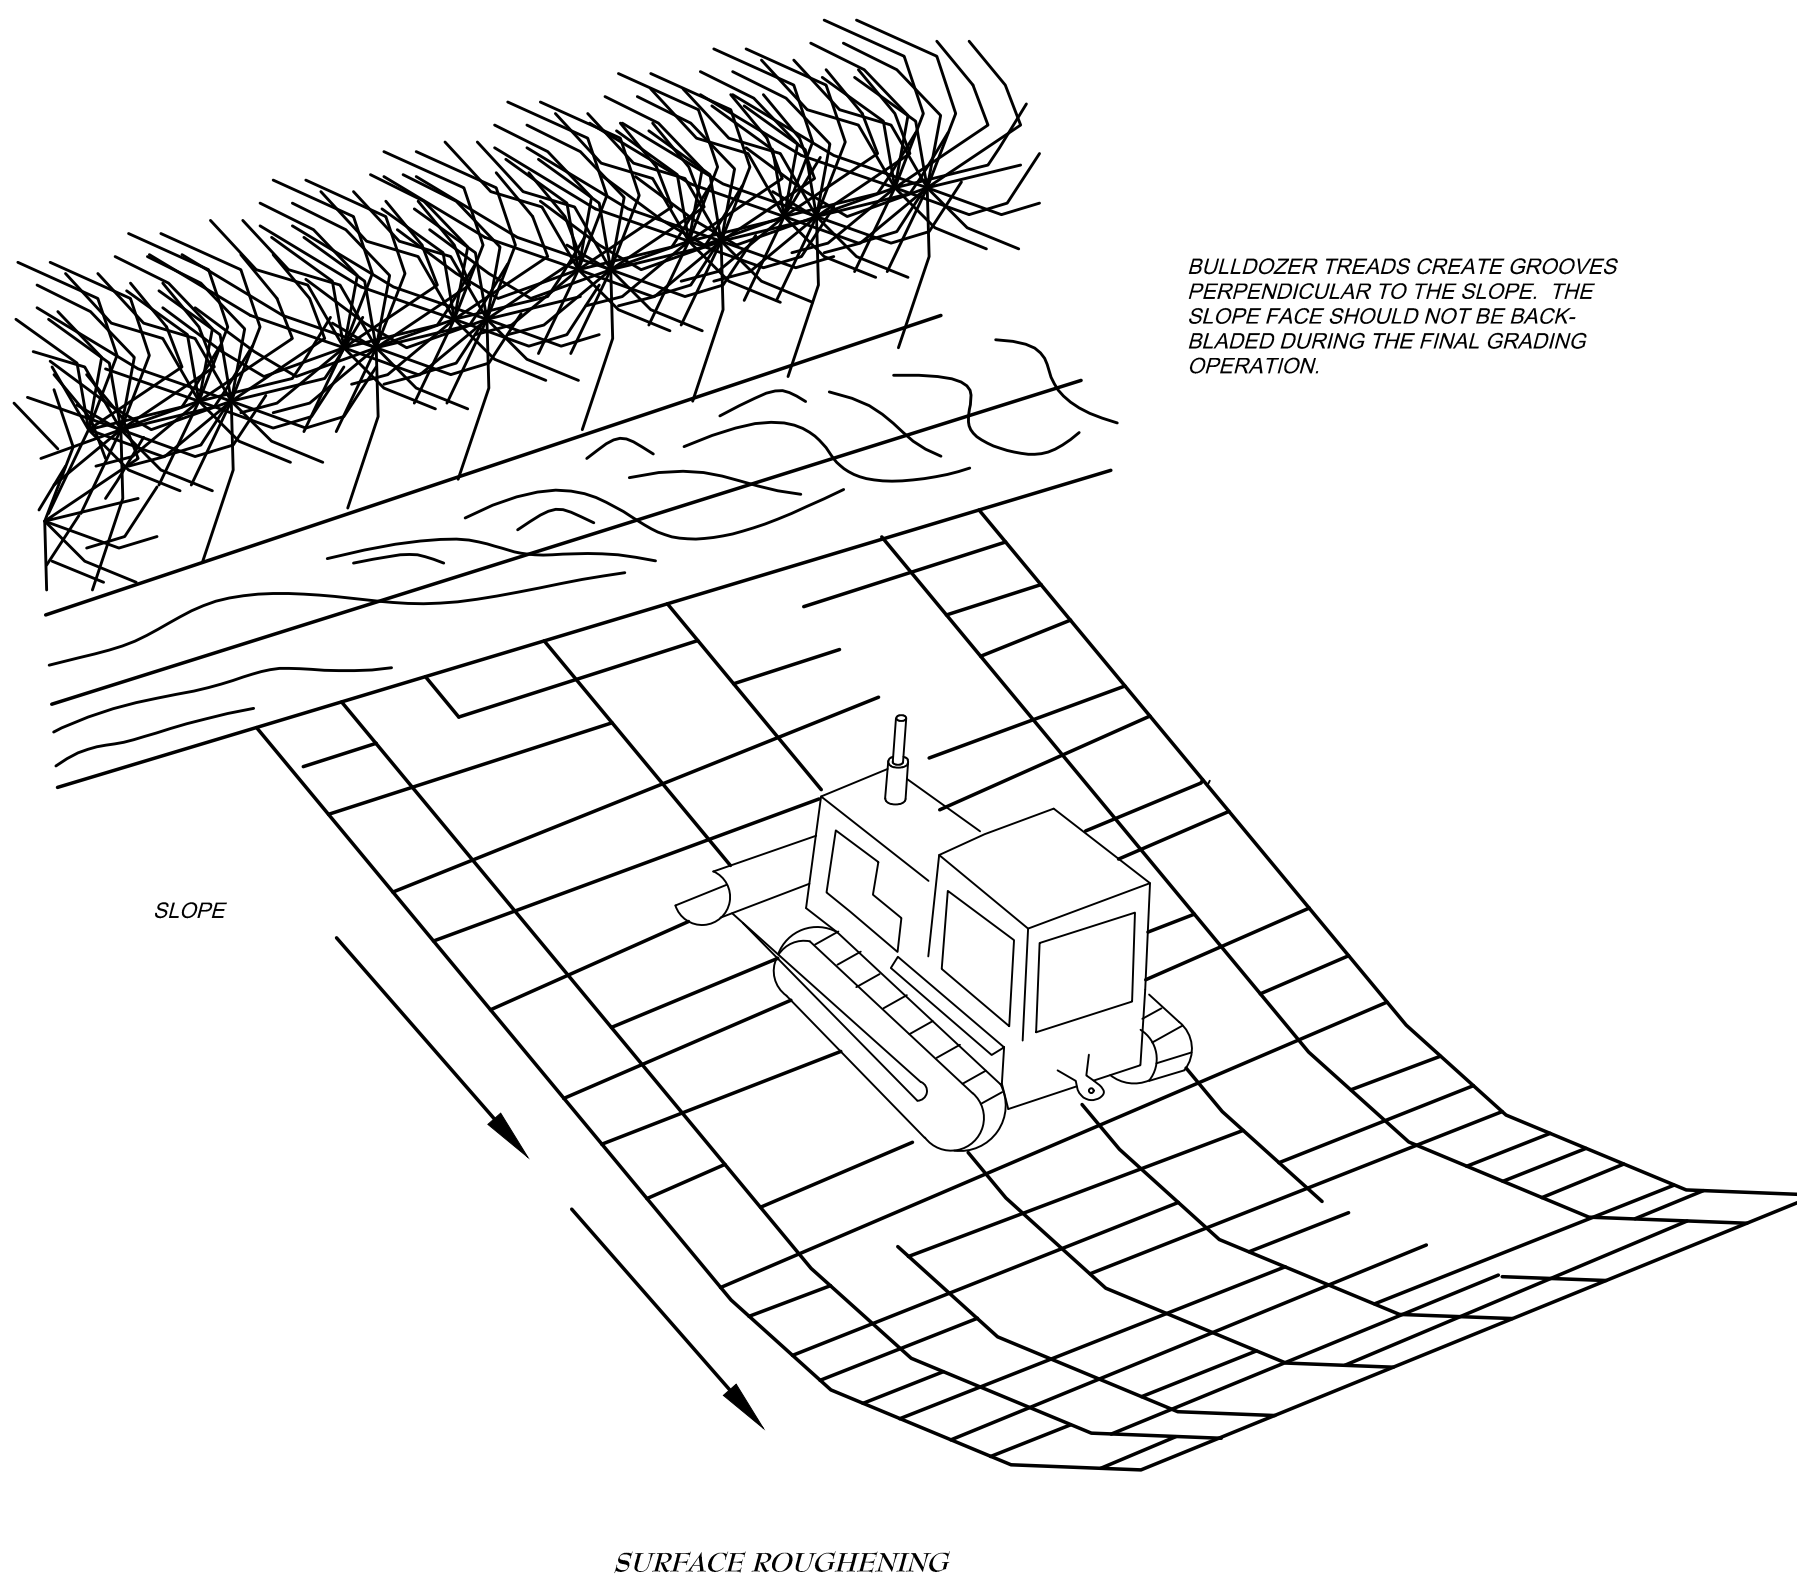 BULLDOZER TREADS CREATE GROOVES
PERPENDICULAR TO THE SLOPE.  THE
SLOPE FACE SHOULD NOT BE BACK-
BLADED DURING THE FINAL GRADING
OPERATION.
SLOPE
SURFACE ROUGHENING